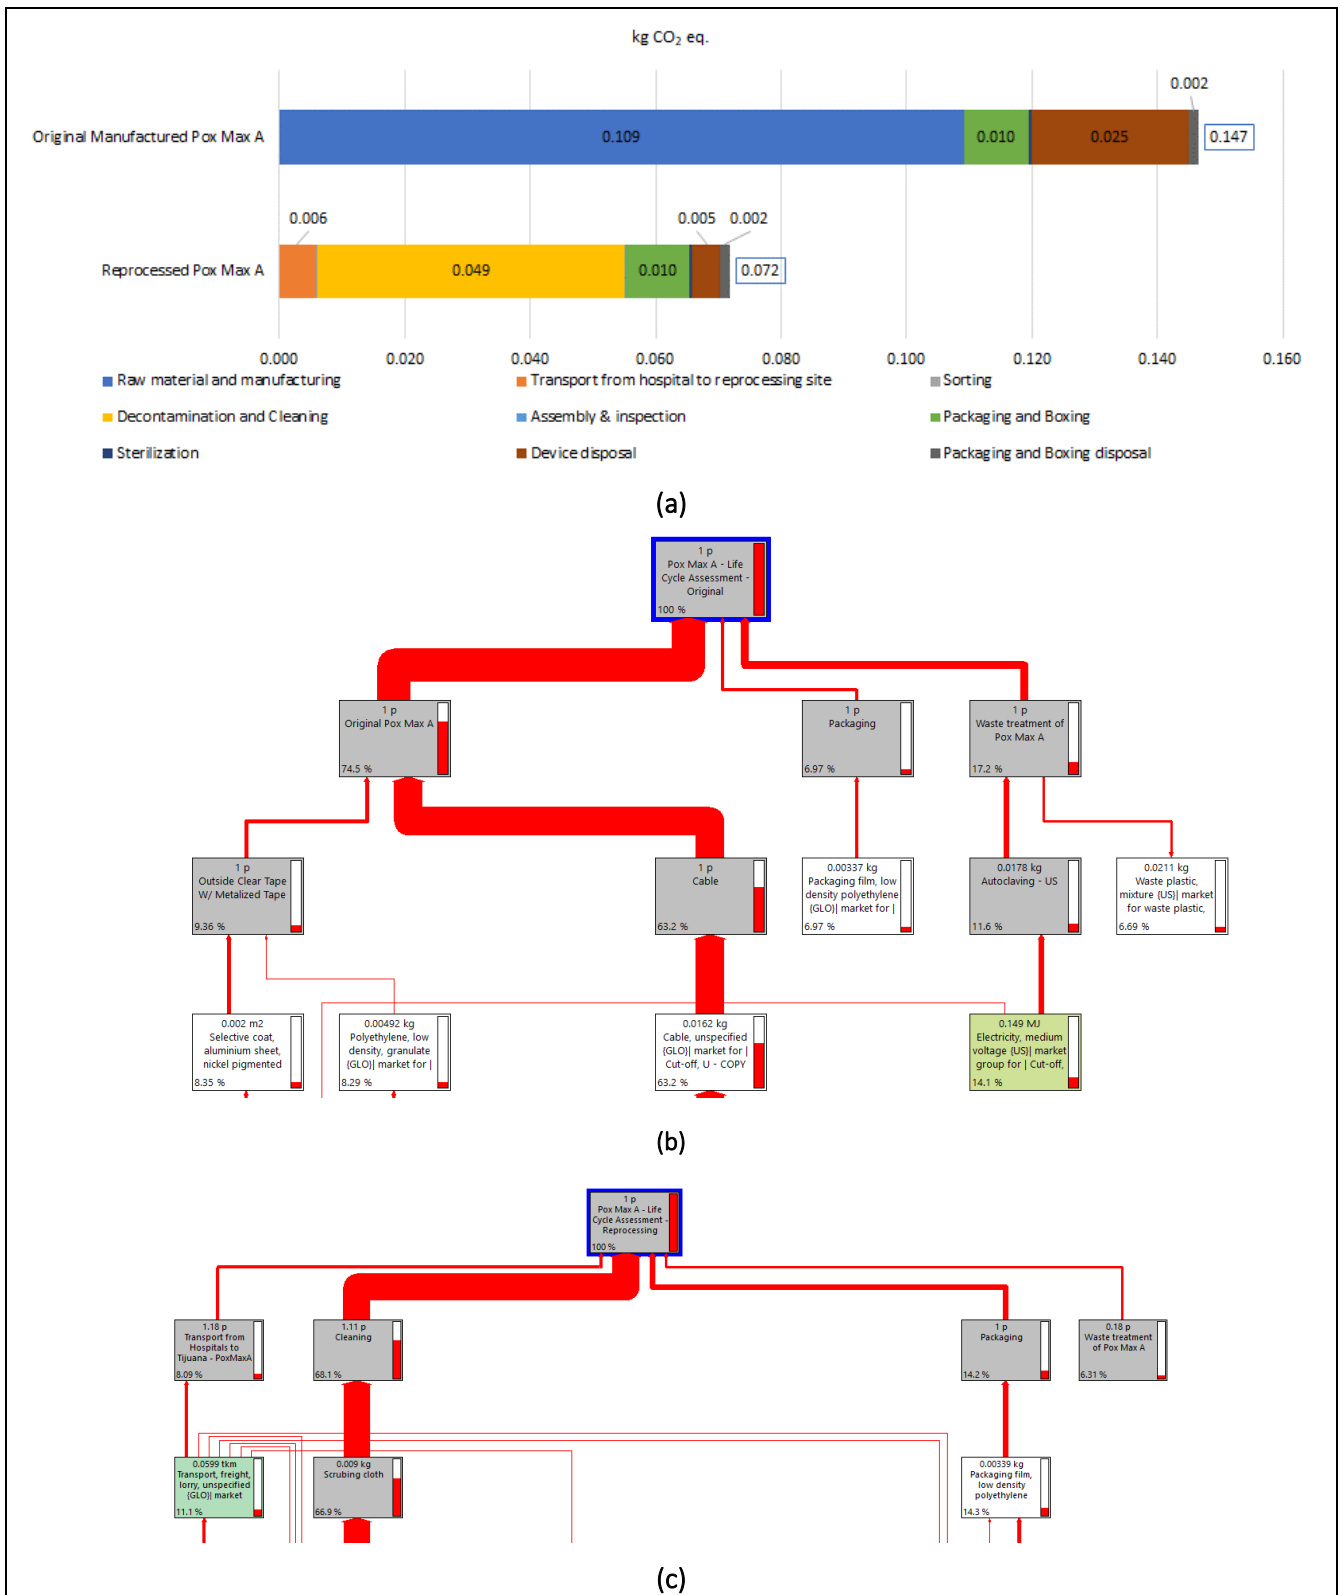 kg CO₂ eq.
0.002
Original Manufactured Pox Max A
0.109
0.010
0.025
0.147
0.006
0.005
0.002
Reprocessed Pox Max A
0.049
0.010
0.072
0.000
0.020
0.040
0.060
0.080
0.100
0.120
0.140
0.160
Raw material and manufacturing
Transport from hospital to reprocessing site
Sorting
Decontamination and Cleaning
Assembly & inspection
Packaging and Boxing
Sterilization
Device disposal
Packaging and Boxing disposal
(a)
1 p
Pox Max A - Life
Cycle Assessment -
Original
100 %
1 p
Original Pox Max A
74.5 %
1 p
Packaging
6.97 %
1 p
Waste treatment of
Pox Max A
17.2 %
1 p
Outside Clear Tape
W/ Metalized Tape
9.36 %
1 p
Cable
63.2 %
0.00337 kg
Packaging film, low
density polyethylene
{GLO}| market for |
6.97 %
0.0178 kg
Autoclaving - US
11.6 %
0.0211 kg
Waste plastic,
mixture {US}| market
for waste plastic,
6.69 %
0.002 m2
Selective coat,
aluminium sheet,
nickel pigmented
8.35 %
0.00492 kg
Polyethylene, low
density, granulate
{GLO}| market for |
8.29 %
0.0162 kg
Cable, unspecified
{GLO}| market for |
Cut-off, U - COPY
63.2 %
0.149 MJ
Electricity, medium
voltage {US}| market
group for | Cut-off,
14.1 %
(b)
1 p
Pox Max A - Life
Cycle Assessment -
Reprocessing
100 %
1.18 p
Transport from
Hospitals to
Tijuana - PoxMaxA
8.09 %
1.11 p
Cleaning
68.1 %
1 p
Packaging
14.2 %
0.18 p
Waste treatment
of Pox Max A
6.31 %
0.0599 tkm
Transport, freight,
lorry, unspecified
{GLO}| market
11.1 %
0.009 kg
Scrubing cloth
66.9 %
0.00339 kg
Packaging film,
low density
polyethylene
14.3 %
(c)